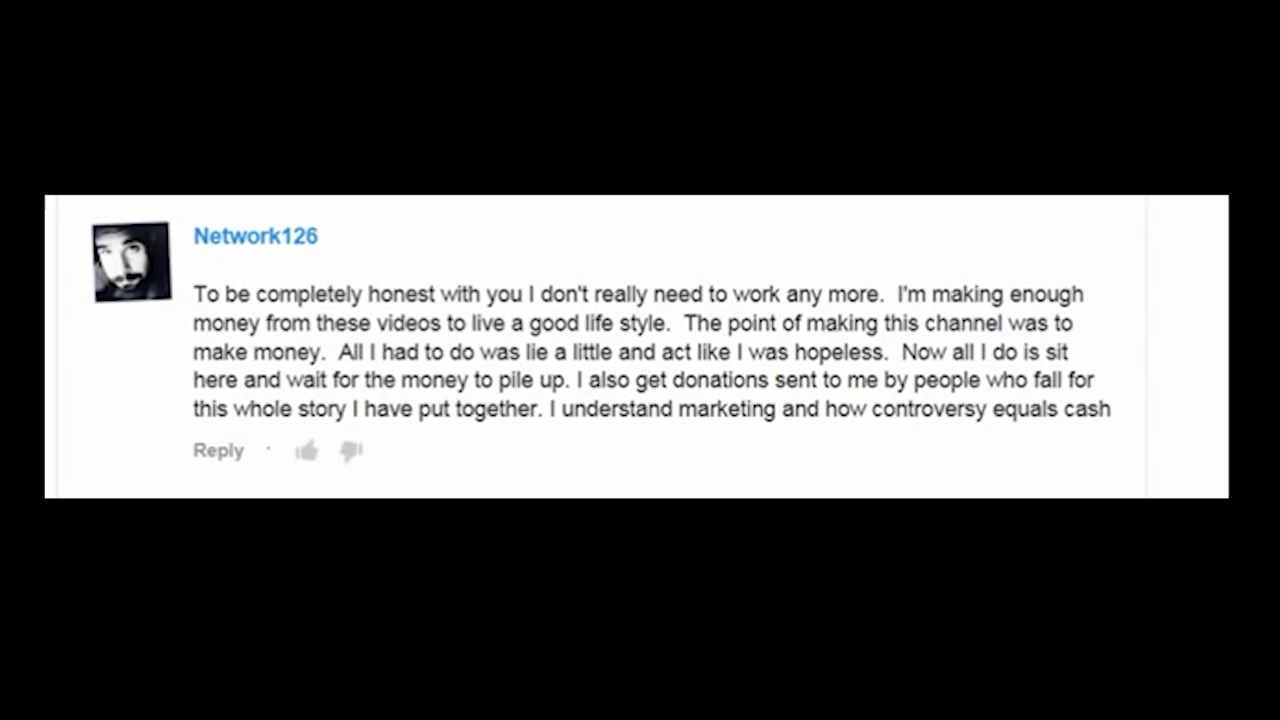 Network126
To be completely honest with you I don't really need to work any more.  I'm making enough
money from these videos to live a good life style.  The point of making this channel was to
make money.  All I had to do was lie a little and act like I was hopeless.  Now all I do is sit
here and wait for the money to pile up. I also get donations sent to me by people who fall for
this whole story I have put together. I understand marketing and how controversy equals cash
Reply ·